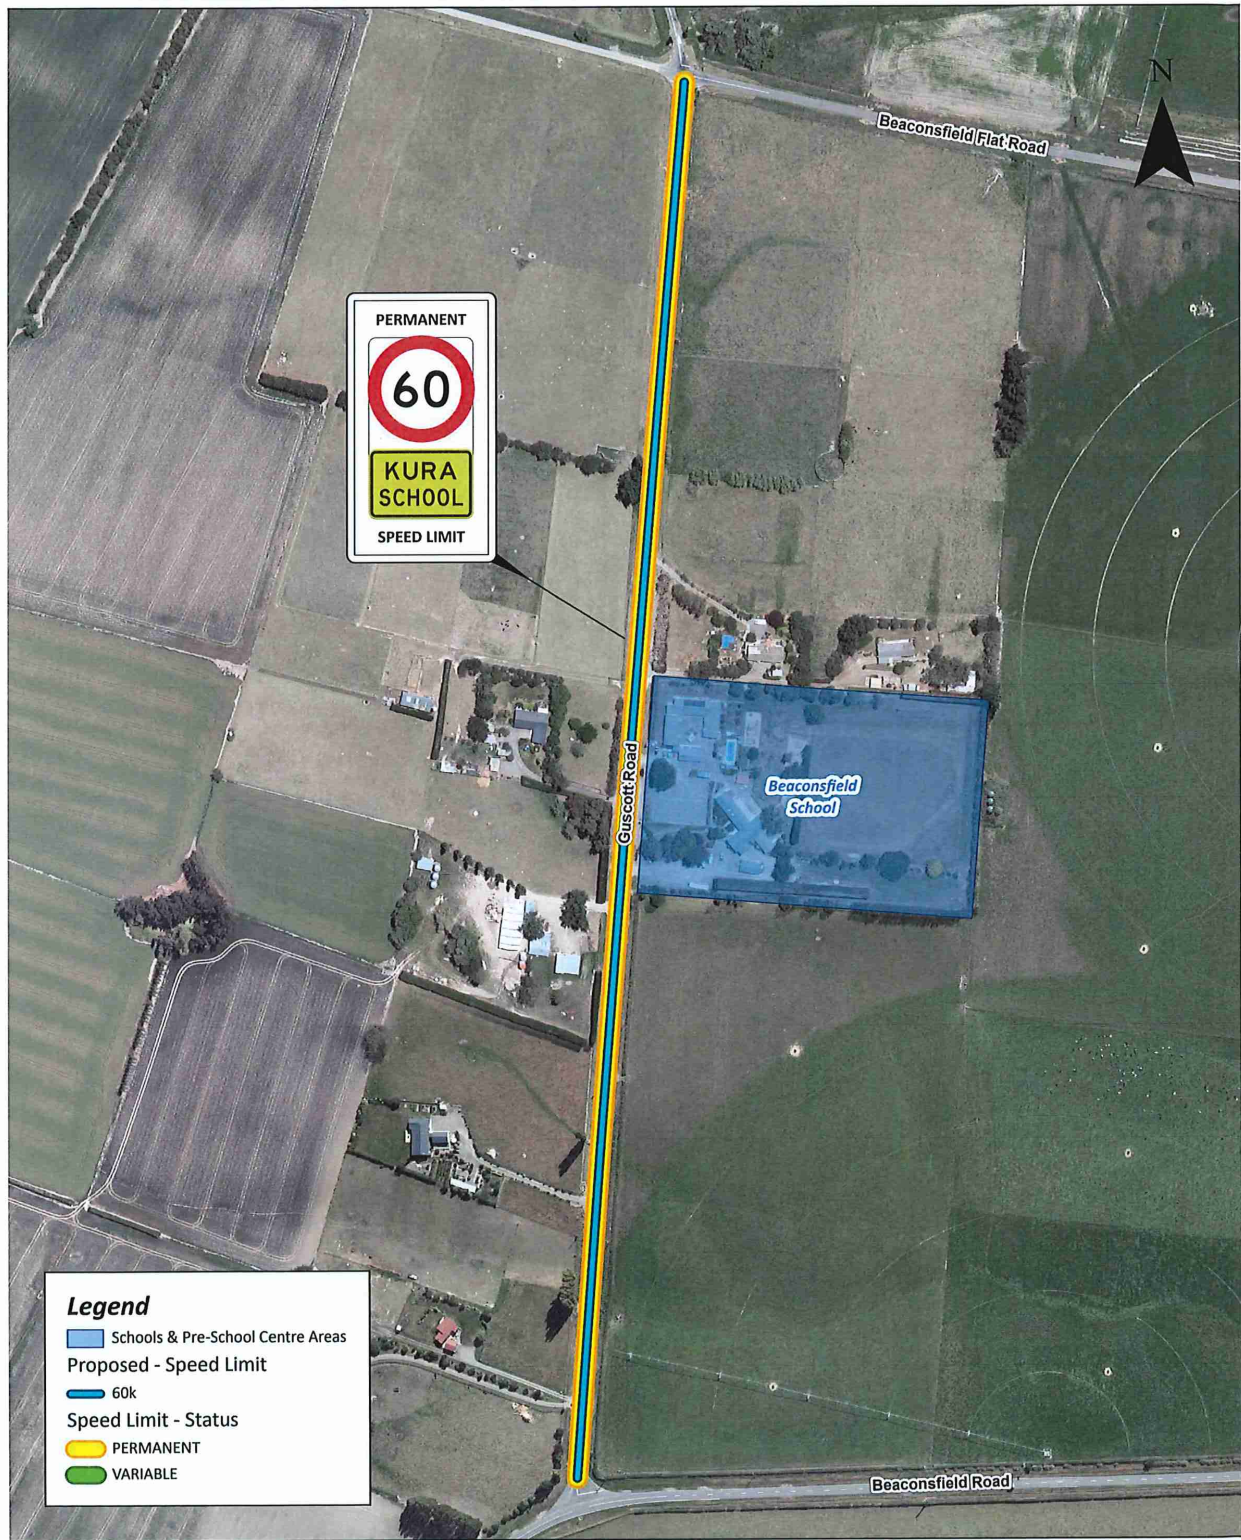 N
Beaconsfield Flat Road
PERMANENT
60
KURA
SCHOOL
SPEED LIMIT
Guscott Road
Beaconsfield
School
Legend
Schools & Pre-School Centre Areas
Proposed - Speed Limit
60k
Speed Limit - Status
PERMANENT
VARIABLE
Beaconsfield Road